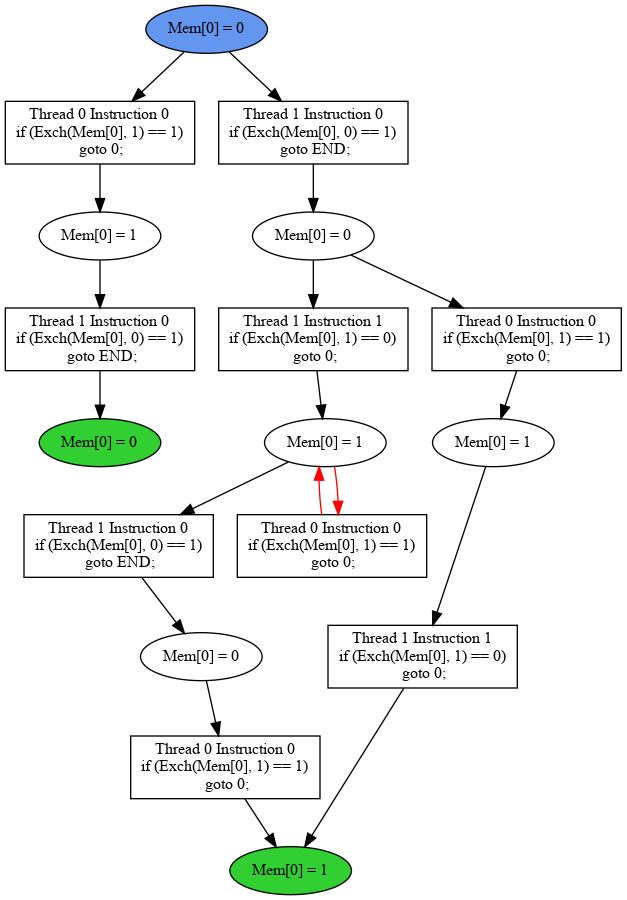 Mem[0] = 0
Thread 0 Instruction 0
if (Exch(Mem[0], 1) == 1)
goto 0;
Thread 1 Instruction 0
if (Exch(Mem[0], 0) == 1)
goto END;
Mem[0] = 1
Mem[0] = 0
Thread 1 Instruction 0
if (Exch(Mem[0], 0) == 1)
goto END;
Thread 1 Instruction 1
if (Exch(Mem[0], 1) == 0)
goto 0;
Thread 0 Instruction 0
if (Exch(Mem[0], 1) == 1)
goto 0;
Mem[0] = 0
Mem[0] = 1
Mem[0] = 1
Thread 1 Instruction 0
if (Exch(Mem[0], 0) == 1)
goto END;
Thread 0 Instruction 0
if (Exch(Mem[0], 1) == 1)
goto 0;
Mem[0] = 0
Thread 1 Instruction 1
if (Exch(Mem[0], 1) == 0)
goto 0;
Thread 0 Instruction 0
if (Exch(Mem[0], 1) == 1)
goto 0;
Mem[0] = 1